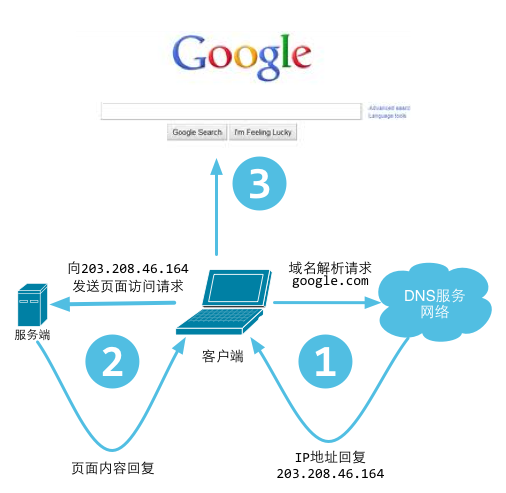 Google
Advanced search
Language tools
Google Search
I'm Feeling Lucky
3
向203.208.46.164
发送页面访问请求
域名解析请求
google.com
DNS服务
网络
服务端
客户端
2
1
页面内容回复
IP地址回复
203.208.46.164